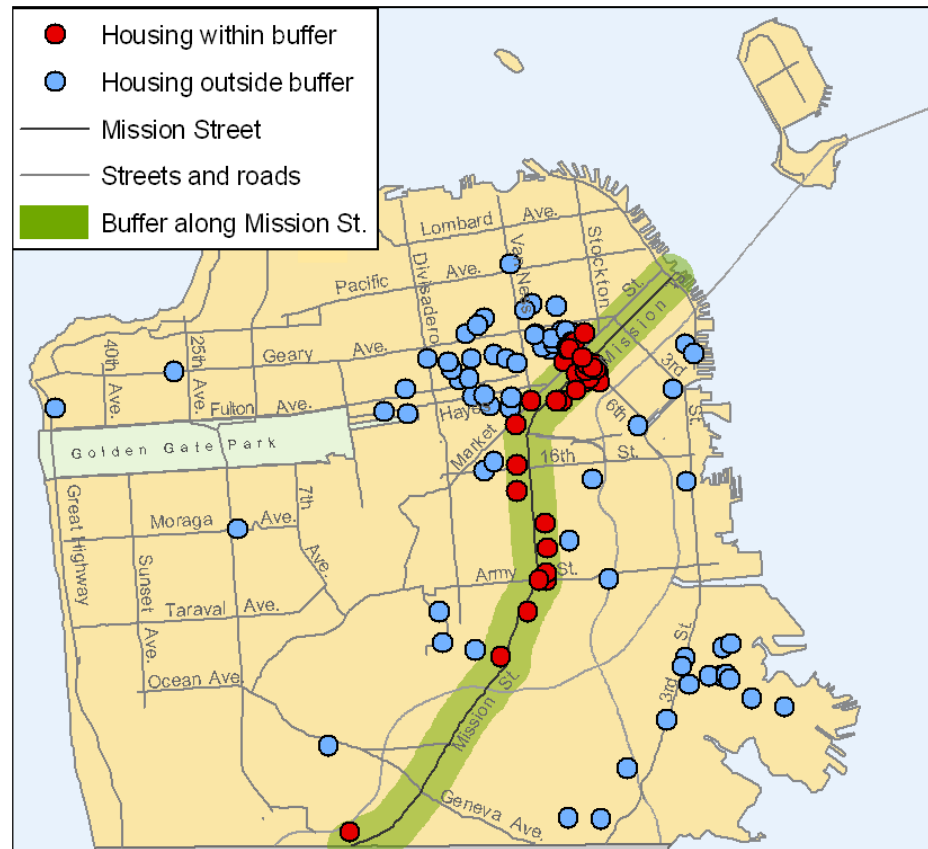 Housing within buffer
Housing outside buffer
Mission Street
Streets and roads
Buffer along Mission St.
Lombard Ave.
Pacific Ave.
Divisadero
Van Ness
Stockton
St.
Mission
40th Ave.
25th Ave.
Geary Ave.
Fulton Ave.
Hayes
3rd St.
6th
Golden Gate Park
Market
16th St.
7th Ave.
Great Highway
Moraga Ave.
Sunset Ave.
Army St.
Taraval Ave.
Ocean Ave.
3rd St.
Mission St.
Geneva Ave.